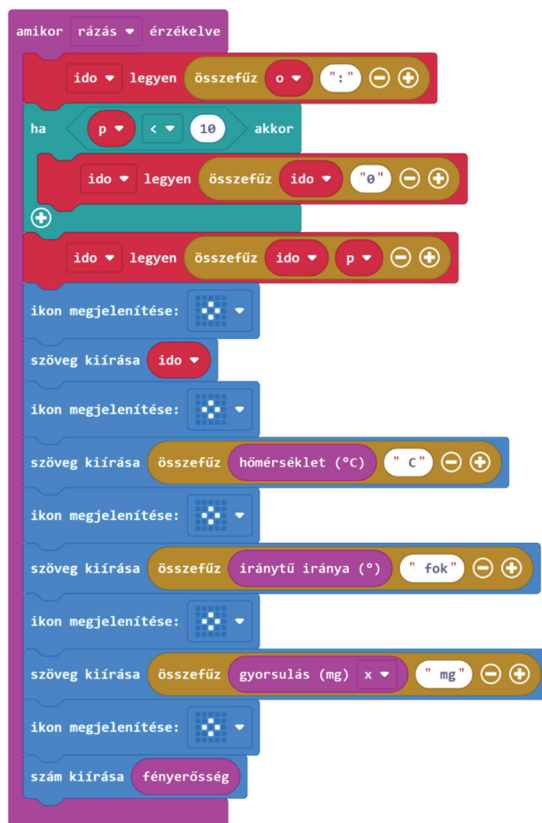 amikor rázás érzékelve
ido legyen összefűz o ":"
ha p < 10 akkor
ido legyen összefűz ido "0"
ido legyen összefűz ido p
ikon megjelenítése:
szöveg kiírása ido
ikon megjelenítése:
szöveg kiírása összefűz hőmérséklet (°C) " C"
ikon megjelenítése:
szöveg kiírása összefűz iránytű iránya (°) " fok"
ikon megjelenítése:
szöveg kiírása összefűz gyorsulás (mg) x " mg"
ikon megjelenítése:
szám kiírása fényerősség